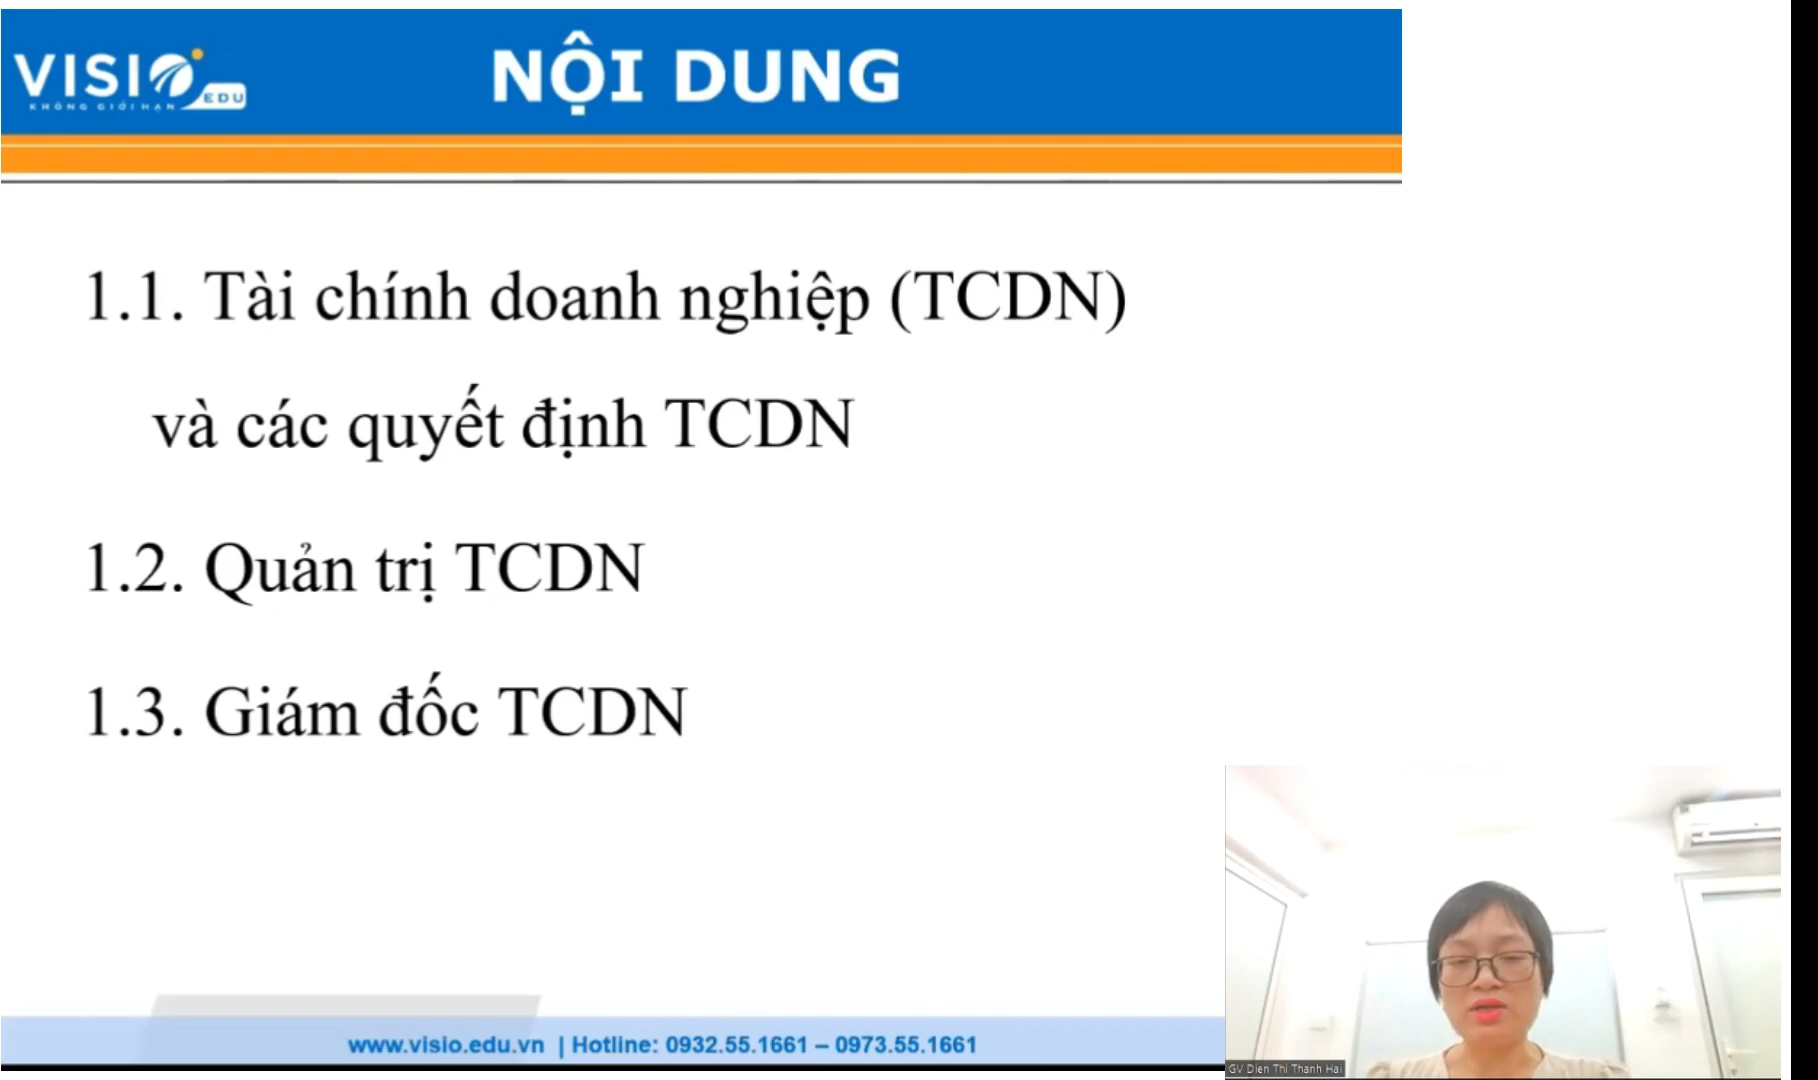 VISIO EDU
KHÔNG GIỚI HẠN
NỘI DUNG
1.1. Tài chính doanh nghiệp (TCDN)
và các quyết định TCDN
1.2. Quản trị TCDN
1.3. Giám đốc TCDN
www.visio.edu.vn | Hotline: 0932.55.1661 – 0973.55.1661
GV Dien Thi Thanh Hai